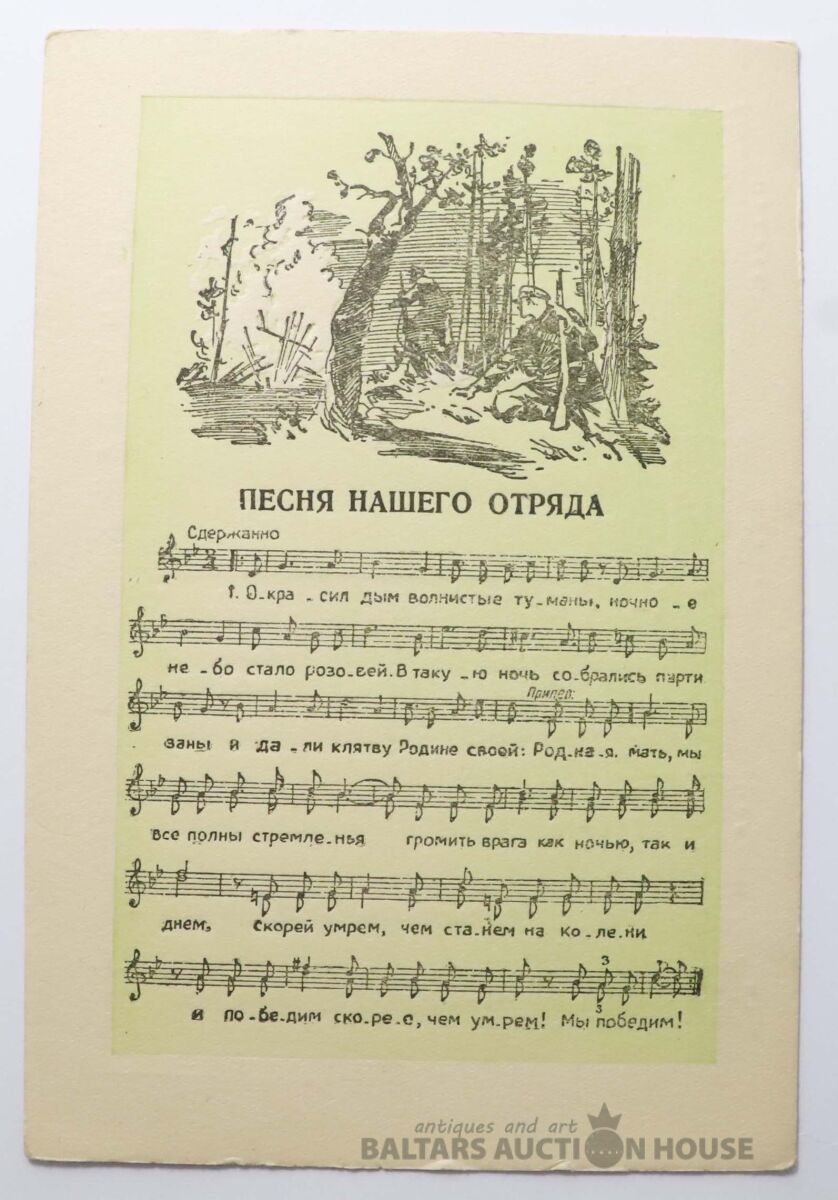 ПЕСНЯ НАШЕГО ОТРЯДА
Сдержанно
1. О-кра - сил дым волнистые ту-маны, ночно - е
не - бо стало розо-вей. В таку - ю ночь со-брались парти
Припев:
заны и да - ли клятву Родине своей: Род-на-я мать, мы
все полны стремле-нья громить врага как ночью, так и
днем, скорей умрем, чем ста-нем на ко-ле-ни
3
и по-бе-дим ско-ре-е, чем ум-рем! Мы победим!
3
antiques and art
BALTARS AUCTION HOUSE